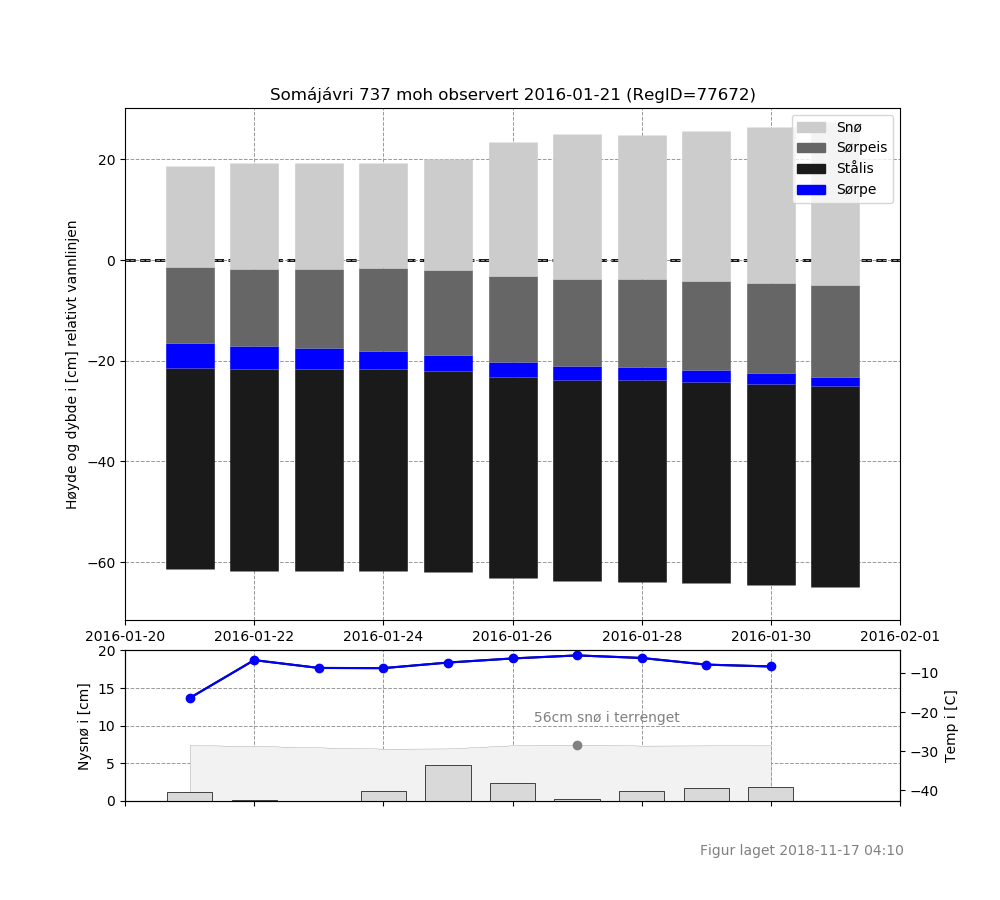 Somájávri 737 moh observert 2016-01-21 (RegID=77672)
Snø
Sørpeis
Stålis
Sørpe
Høyde og dybde i [cm] relativt vannlinjen
20
0
−20
−40
−60
2016-01-20 2016-01-22 2016-01-24 2016-01-26 2016-01-28 2016-01-30 2016-02-01
Nysnø i [cm]
20
15
10
5
0
56cm snø i terrenget
−10
−20
−30
−40
Temp i [C]
Figur laget 2018-11-17 04:10